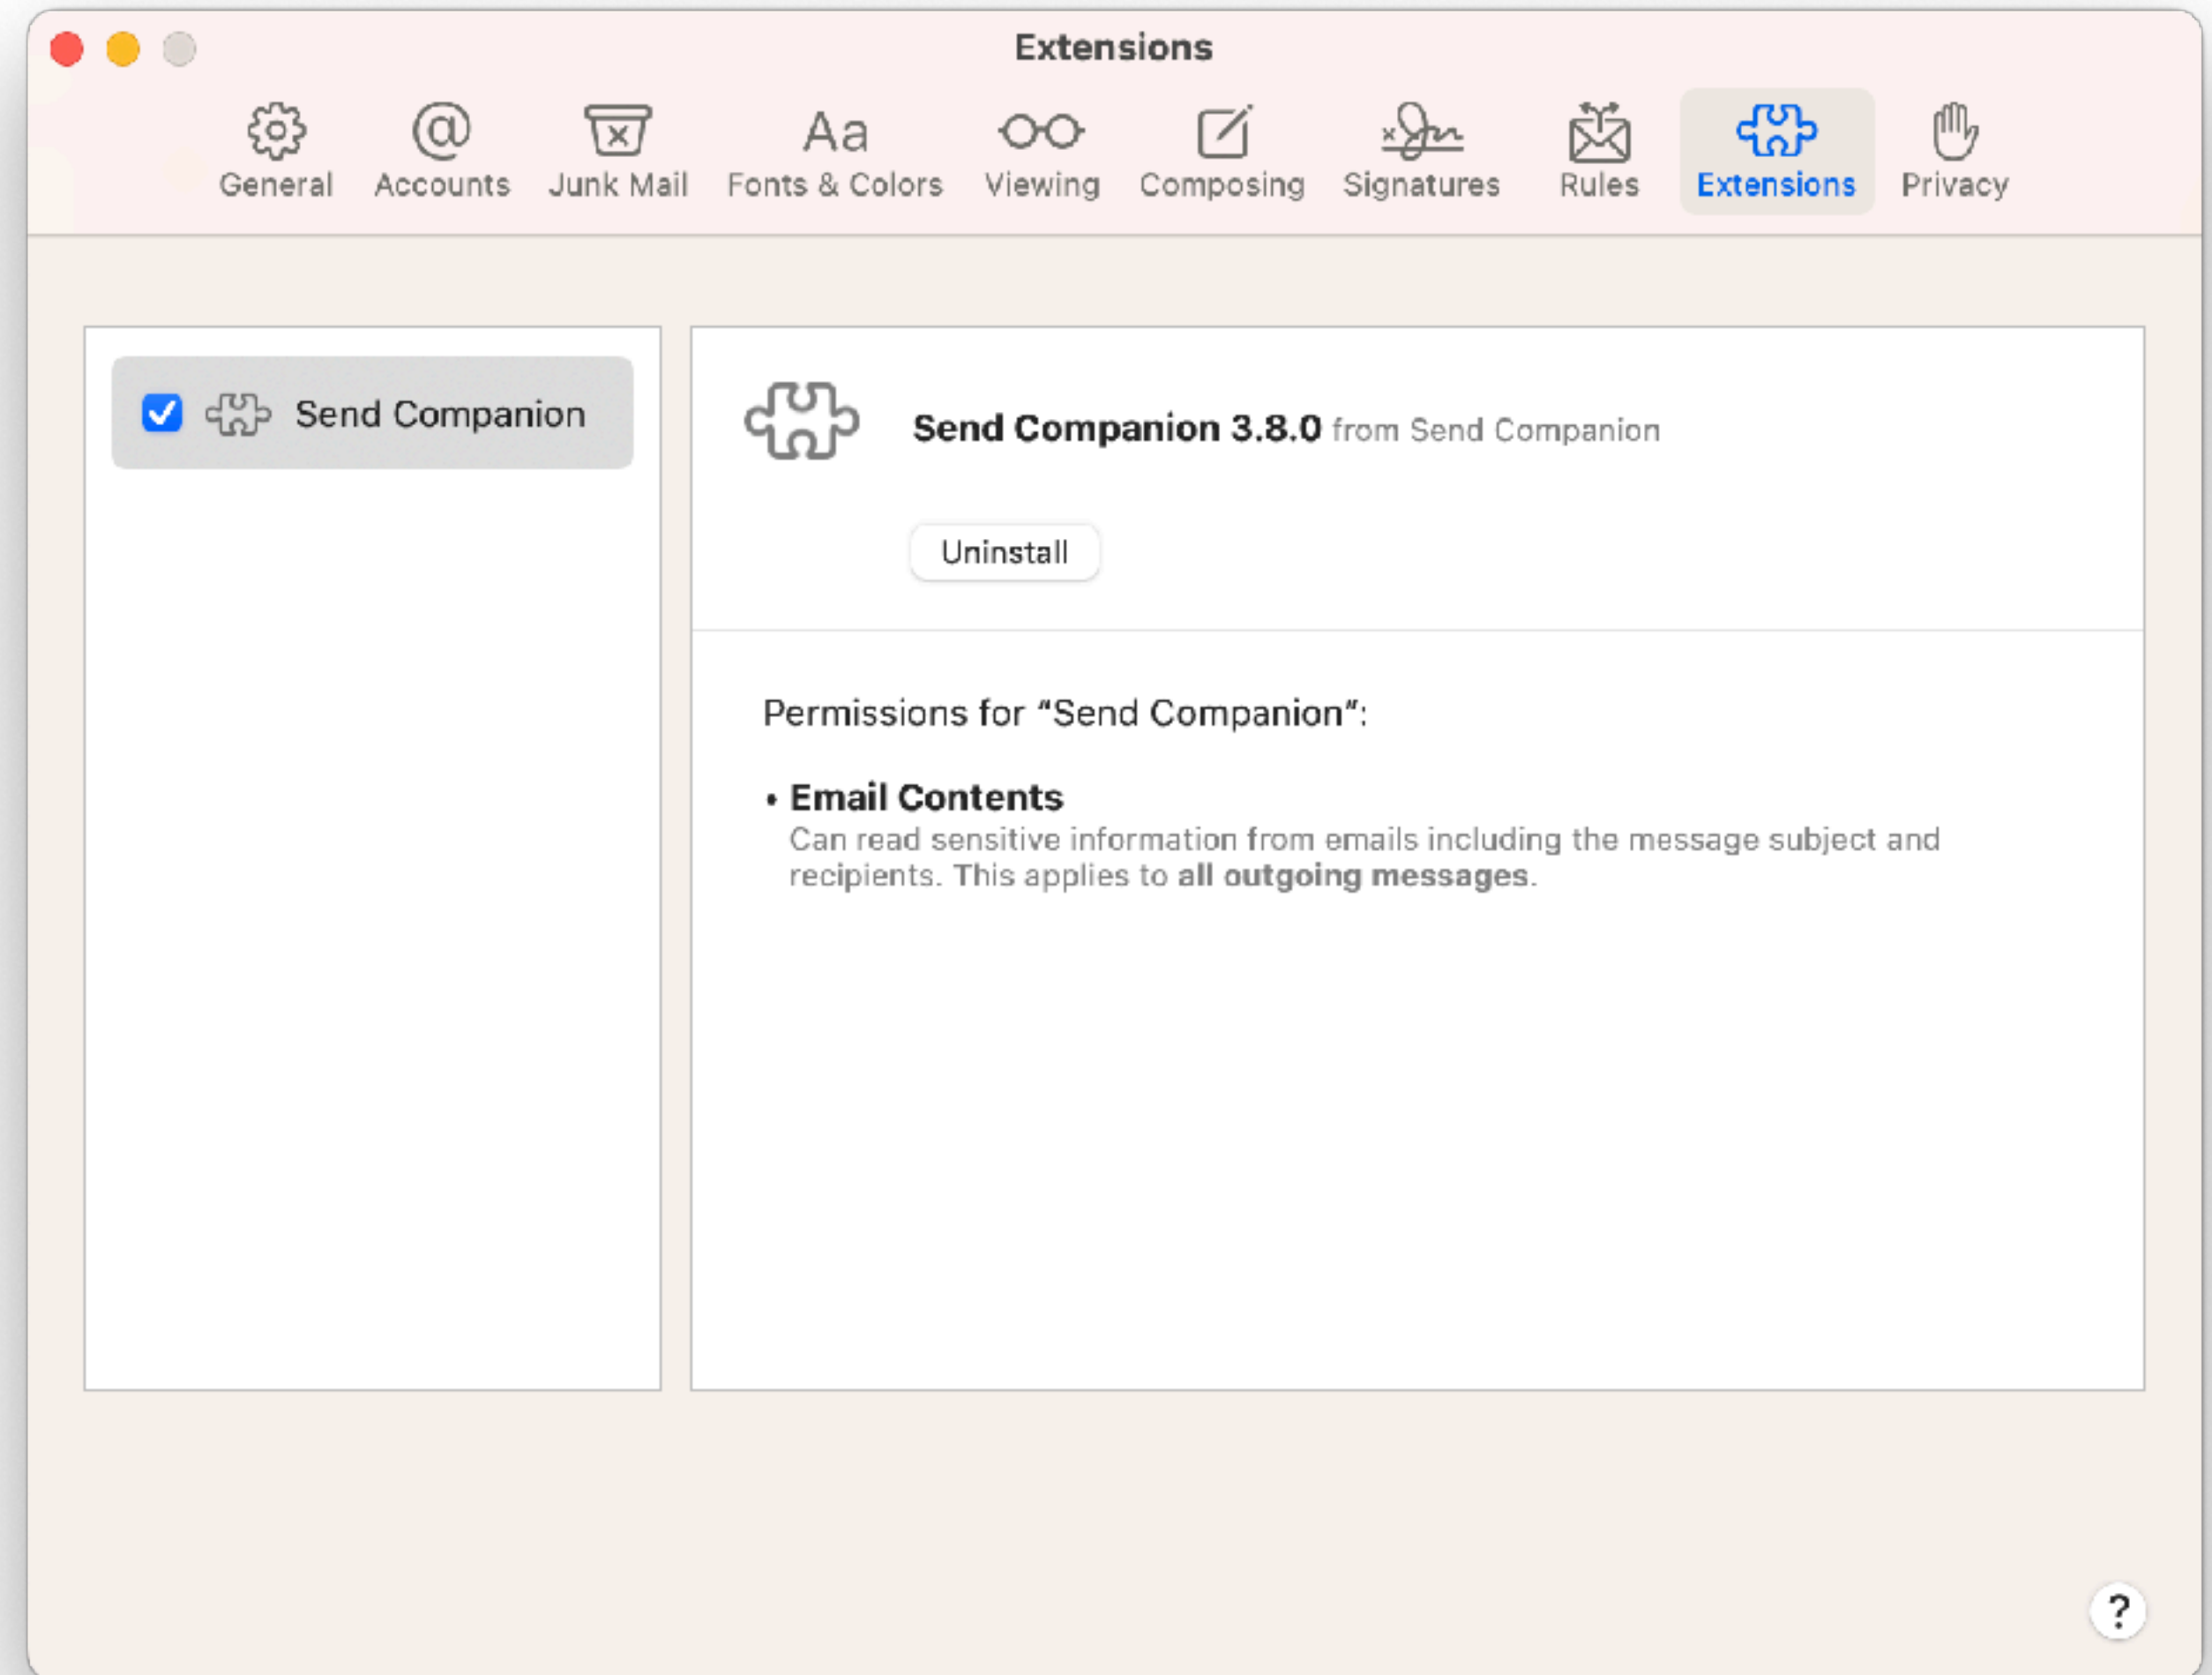 Extensions
General Accounts Junk Mail Fonts & Colors Viewing Composing Signatures Rules Extensions Privacy
Send Companion
Send Companion 3.8.0 from Send Companion
Uninstall
Permissions for “Send Companion”:
• Email Contents
Can read sensitive information from emails including the message subject and
recipients. This applies to all outgoing messages.
?